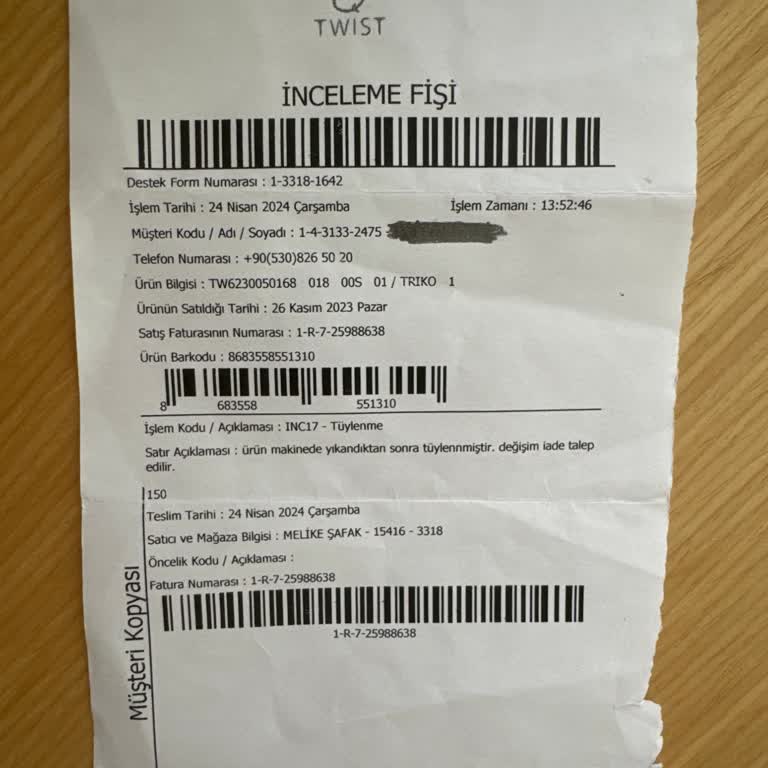 TWIST
İNCELEME FİŞİ
Destek Form Numarası : 1-3318-1642
İşlem Tarihi : 24 Nisan 2024 Çarşamba İşlem Zamanı : 13:52:46
Müşteri Kodu / Adı / Soyadı : 1-4-3133-2475
Telefon Numarası : +90(530)826 50 20
Ürün Bilgisi : TW6230050168 018 00S 01 / TRIKO 1
Ürünün Satıldığı Tarihi : 26 Kasım 2023 Pazar
Satış Faturasının Numarası : 1-R-7-25988638
Ürün Barkodu : 8683558551310
8 683558 551310
İşlem Kodu / Açıklaması : INC17 - Tüylenme
Satır Açıklaması : ürün makinede yıkandıktan sonra tüylennmiştir. değişim iade talep
edilir.
150
Teslim Tarihi : 24 Nisan 2024 Çarşamba
Satıcı ve Mağaza Bilgisi : MELİKE ŞAFAK - 15416 - 3318
Öncelik Kodu / Açıklaması :
Fatura Numarası : 1-R-7-25988638
1-R-7-25988638
Müşteri Kopyası